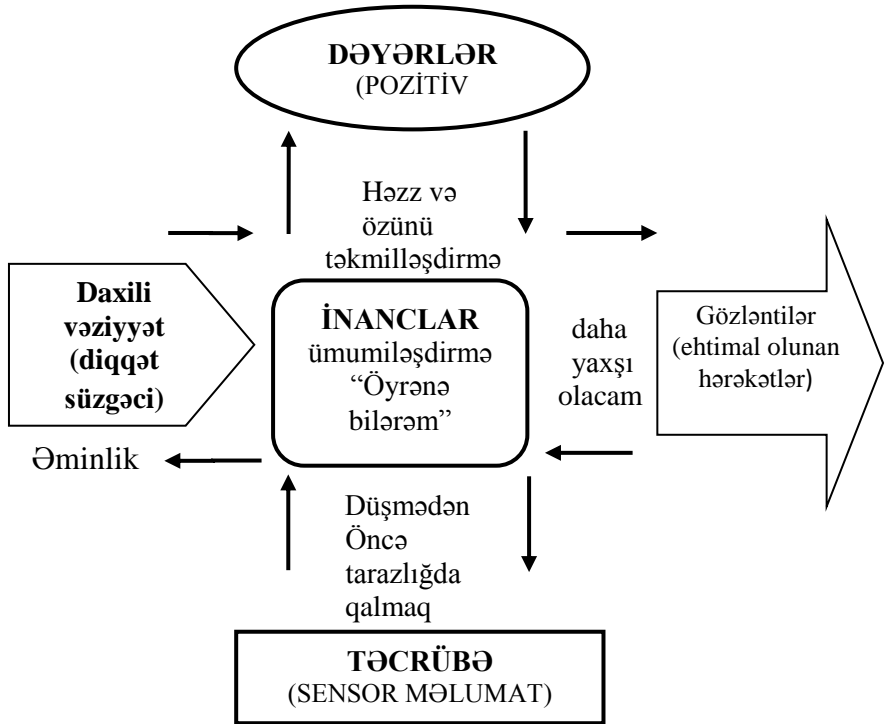 DƏYƏRLƏR
(POZİTİV
Həzz və
özünü
təkmilləşdirmə
Daxili
vəziyyət
(diqqət
süzgəci)
Əminlik
İNANCLAR
ümumiləşdirmə
“Öyrənə
bilərəm”
daha
yaxşı
olacam
Gözləntilər
(ehtimal olunan
hərəkətlər)
Düşmədən
Öncə
tarazlığda
qalmaq
TƏCRÜBƏ
(SENSOR MƏLUMAT)